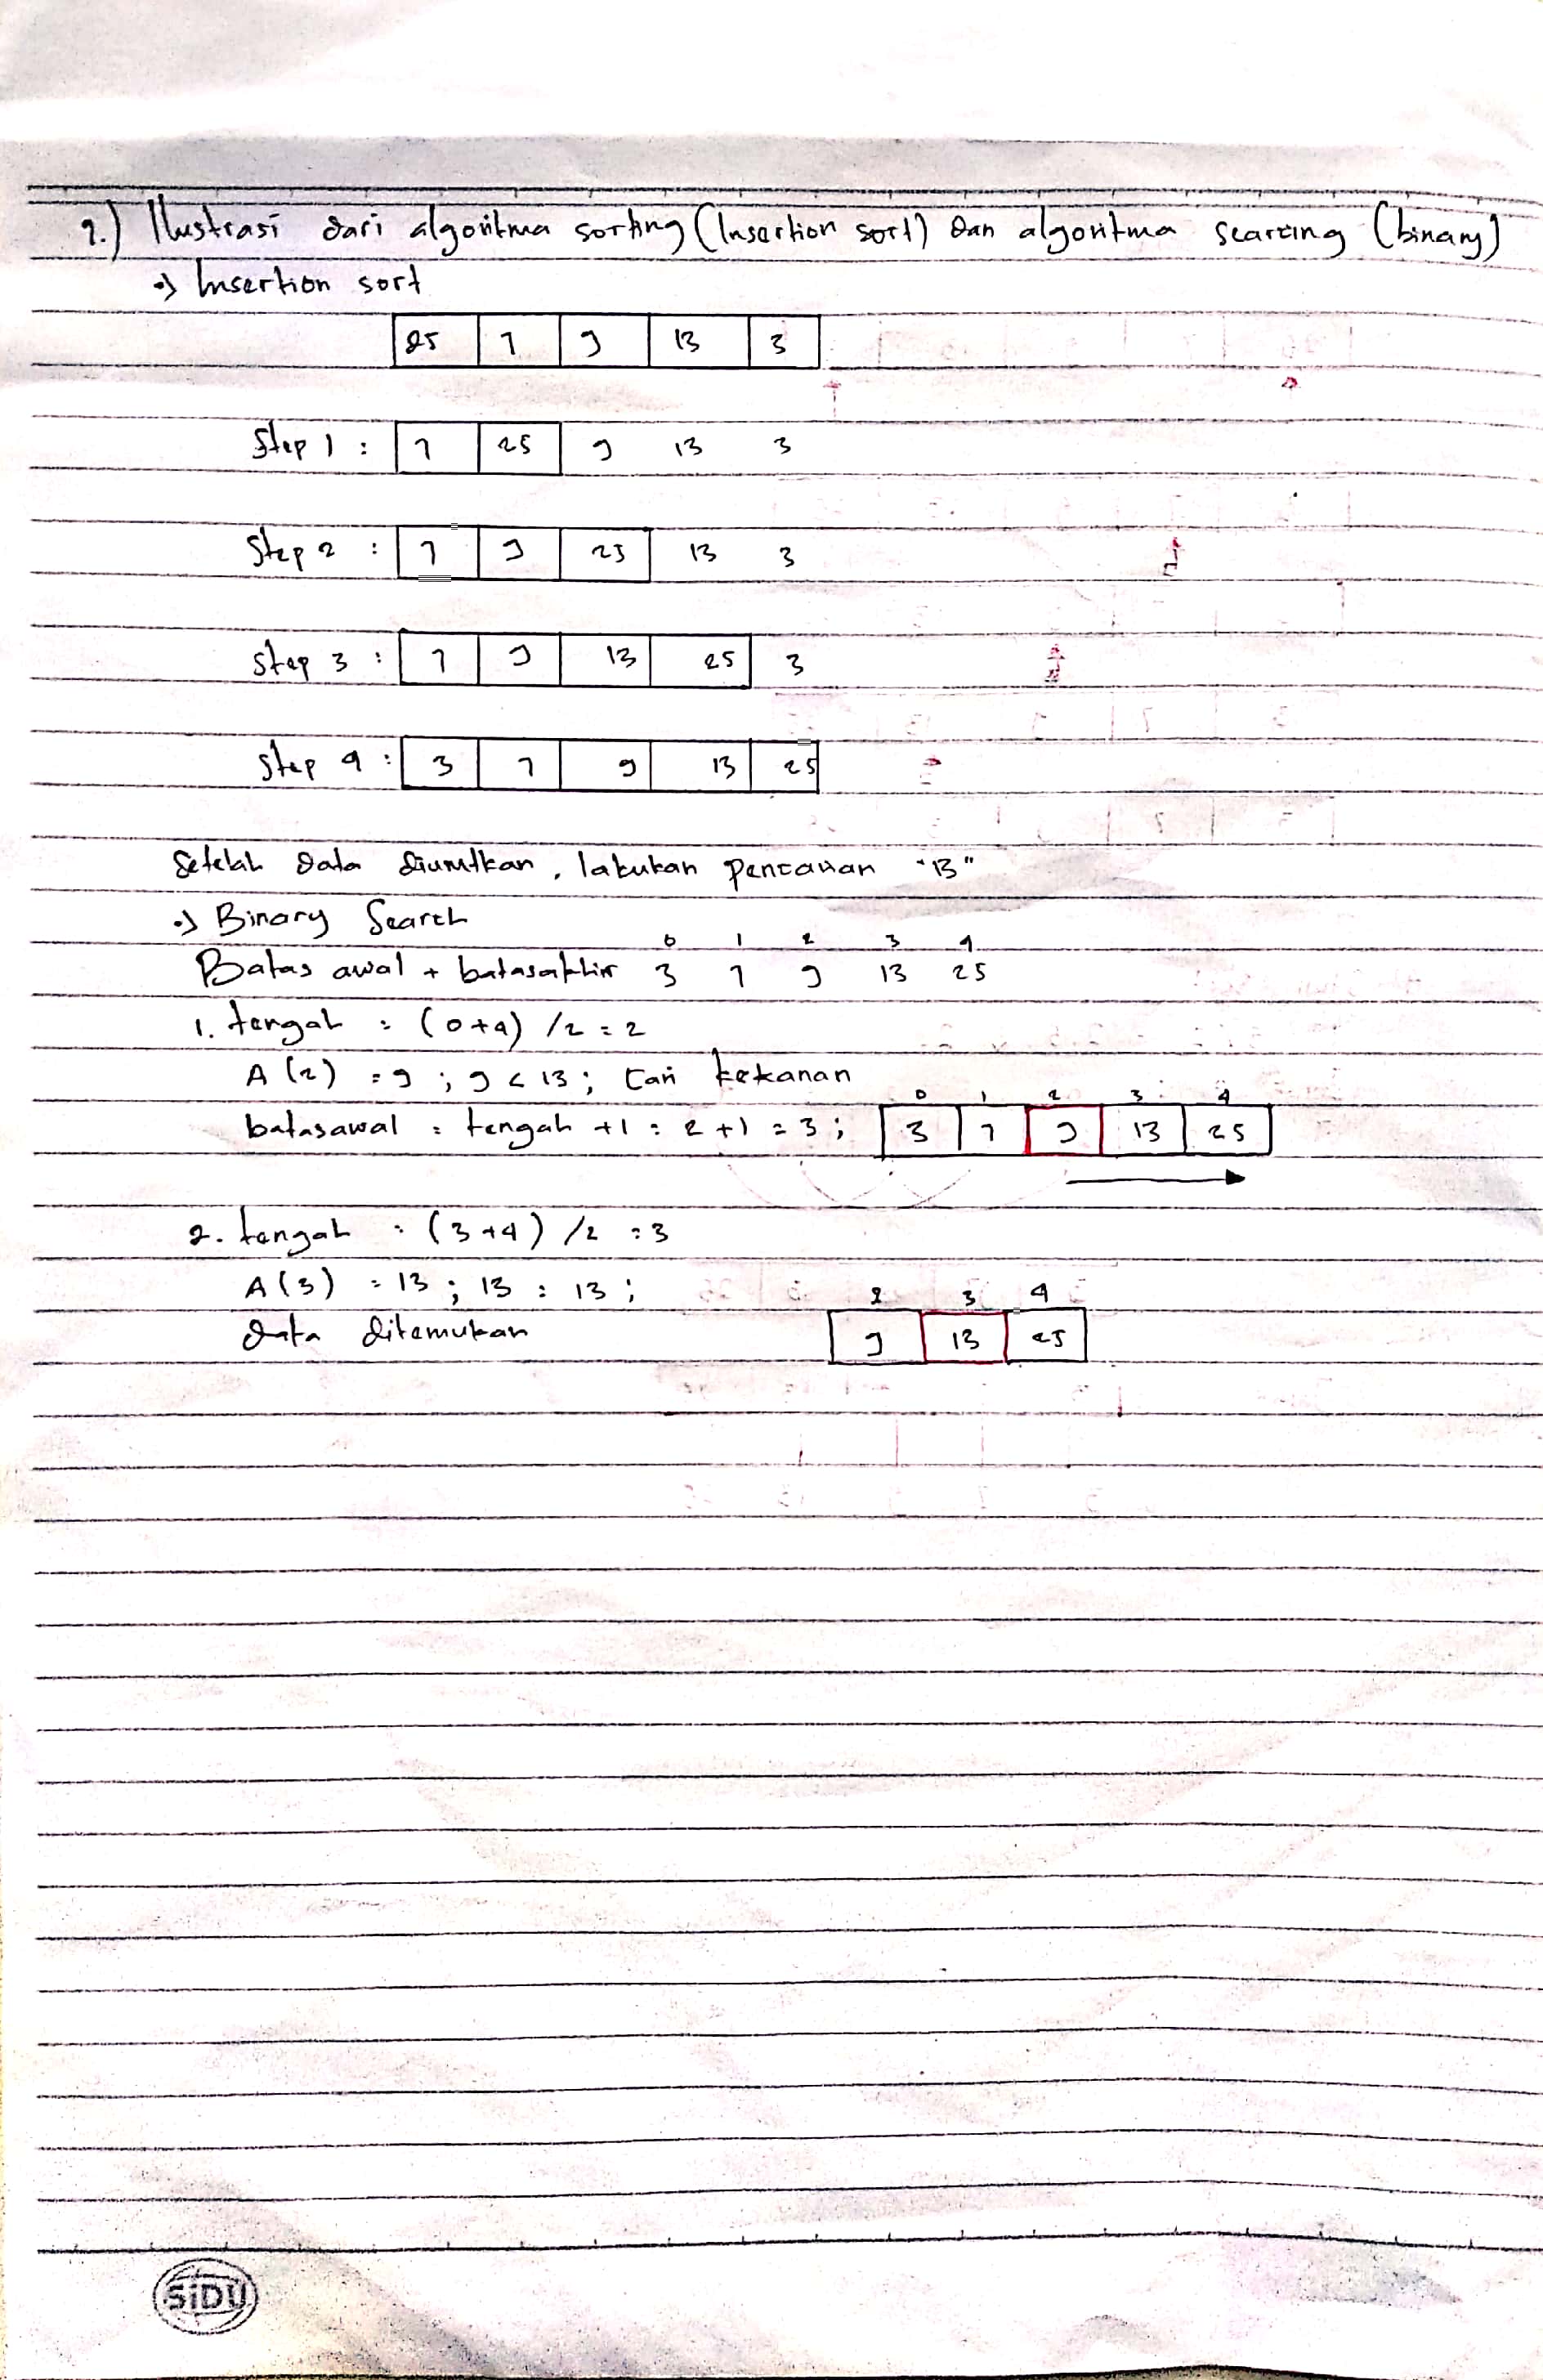 2.) Ilustrasi dari algoritma sorting (Insertion sort) dan algoritma searcing (binary)
•) Insertion sort
25 7 9 13 3
Step 1 : 7 25 9 13 3
Step 2 : 7 9 25 13 3
Step 3 : 7 9 13 25 3
Step 4 : 3 7 9 13 25
Setelah data diurutkan, lakukan pencarian "13"
•) Binary Search
0 1 2 3 4
Batas awal + batasakhir 3 7 9 13 25
1. tengah = (0+4) /2 = 2
A (2) = 9 ; 9 < 13 ; cari kekanan
0 1 2 3 4
batasawal = tengah +1 = 2 +1 = 3 ; 3 7 9 13 25
2. tengah = (3+4) /2 = 3
A(3) = 13 ; 13 = 13 ;
2 3 4
data ditemukan 9 13 25
SiDU